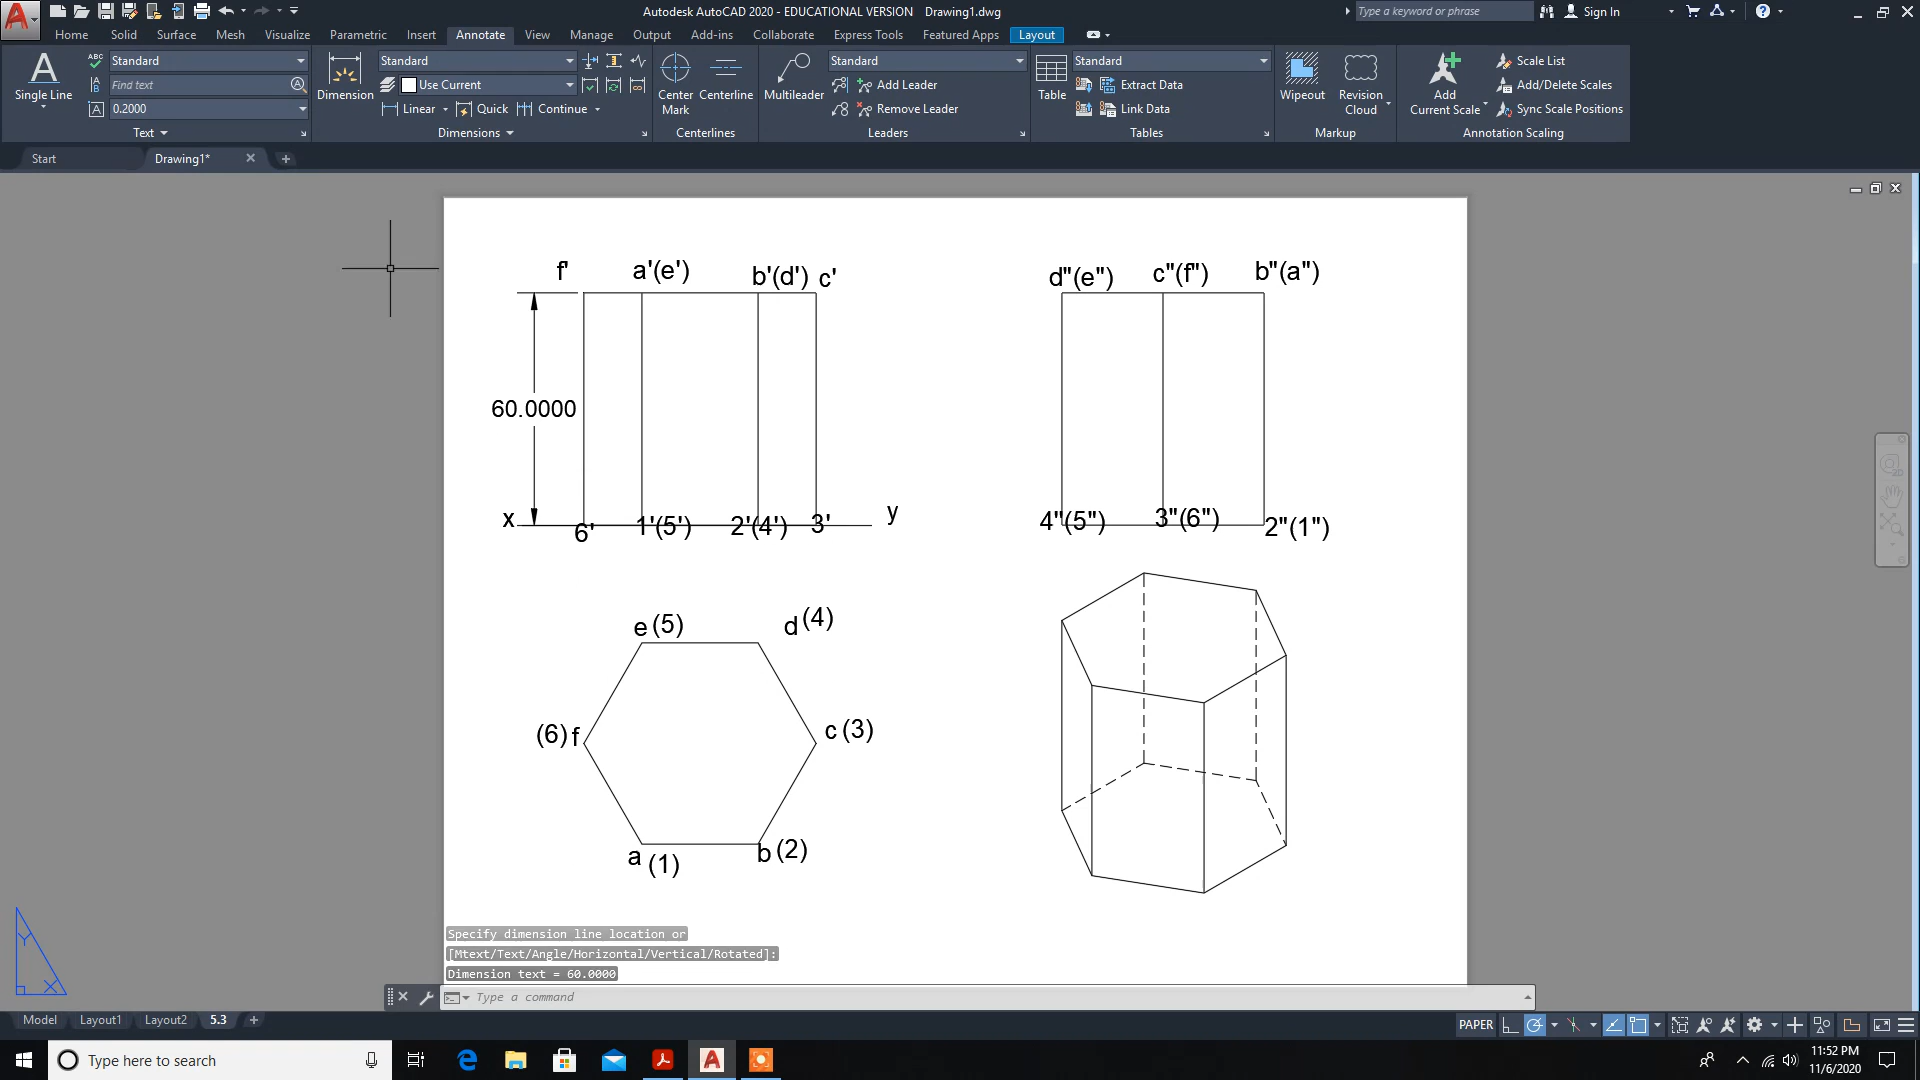 Autodesk AutoCAD 2020 - EDUCATIONAL VERSION Drawing1.dwg
Type a keyword or phrase
Sign In
Home Solid Surface Mesh Visualize Parametric Insert Annotate View Manage Output Add-ins Collaborate Express Tools Featured Apps Layout
Single Line
Standard
Find text
0.2000
Text
Dimension
Standard
Use Current
Linear Quick Continue
Dimensions
Center Mark
Centerline
Centerlines
Multileader
Standard
Add Leader
Remove Leader
Leaders
Table
Standard
Extract Data
Link Data
Tables
Wipeout
Revision Cloud
Markup
Add Current Scale
Scale List
Add/Delete Scales
Sync Scale Positions
Annotation Scaling
Start Drawing1*
f' a'(e') b'(d') c'
d"(e") c"(f") b"(a")
60.0000
x 6' 1'(5') 2'(4') 3' y
4"(5") 3"(6") 2"(1")
e (5) d (4)
(6) f c (3)
a (1) b (2)
Specify dimension line location or
[Mtext/Text/Angle/Horizontal/Vertical/Rotated]:
Dimension text = 60.0000
Type a command
Y
X
Model Layout1 Layout2 5.3
PAPER
Type here to search
11:52 PM
11/6/2020